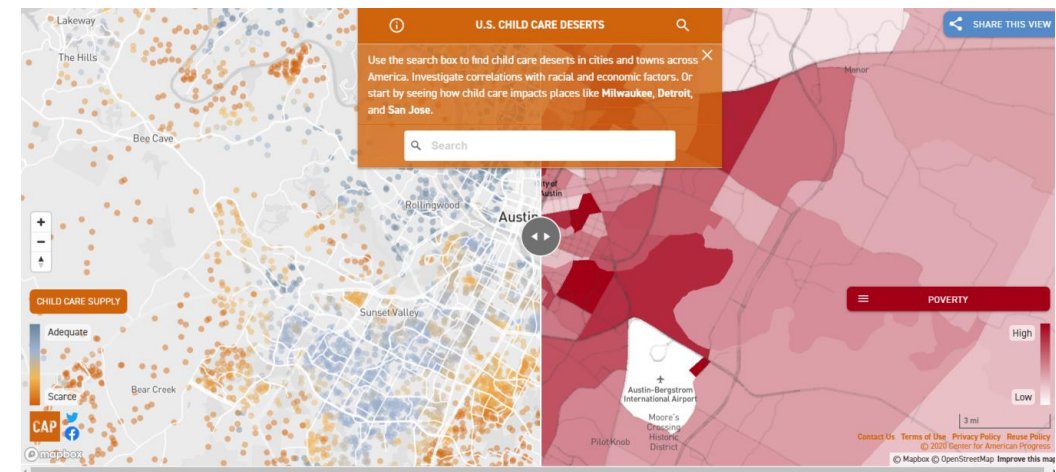 U.S. CHILD CARE DESERTS
Use the search box to find child care deserts in cities and towns across
America. Investigate correlations with racial and economic factors. Or
start by seeing how child care impacts places like Milwaukee, Detroit,
and San Jose.
Search
SHARE THIS VIEW
Lakeway
The Hills
Bee Cave
Rollingwood
Austin
Sunset Valley
Bear Creek
Manor
City of
Austin
Austin-Bergstrom
International Airport
Moore's
Crossing
Historic
District
Pilot Knob
CHILD CARE SUPPLY
Adequate
Scarce
CAP
mapbox
POVERTY
High
Low
3 mi
Contact Us Terms of Use Privacy Policy Reuse Policy
© 2020 Center for American Progress
© Mapbox © OpenStreetMap Improve this map